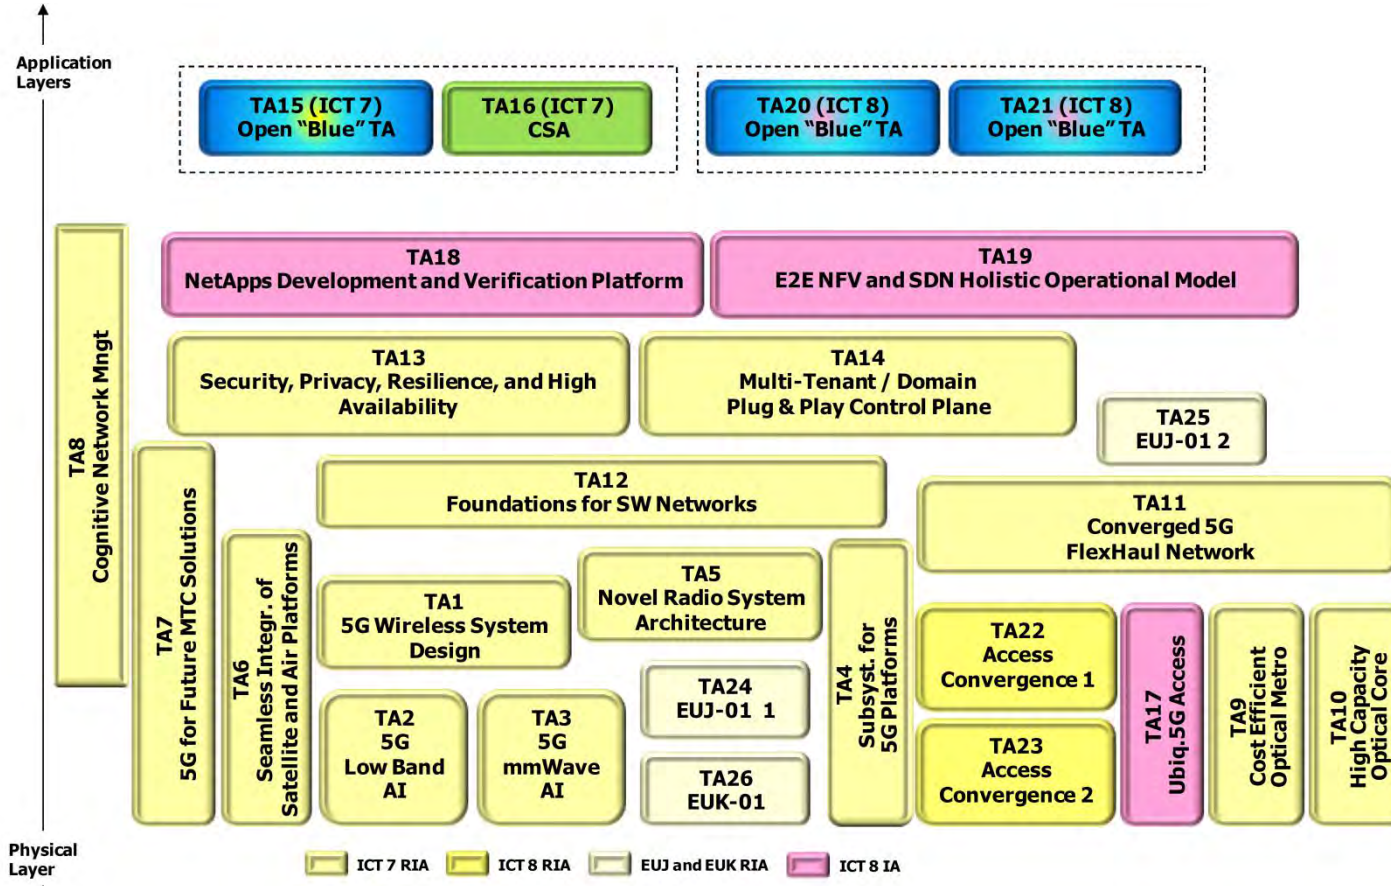 Application
Layers
TA15 (ICT 7)
Open “Blue” TA
TA16 (ICT 7)
CSA
TA20 (ICT 8)
Open “Blue” TA
TA21 (ICT 8)
Open “Blue” TA
TA8
Cognitive Network Mngt
TA18
NetApps Development and Verification Platform
TA19
E2E NFV and SDN Holistic Operational Model
TA13
Security, Privacy, Resilience, and High
Availability
TA14
Multi-Tenant / Domain
Plug & Play Control Plane
TA25
EUJ-01 2
TA7
5G for Future MTC Solutions
TA12
Foundations for SW Networks
TA11
Converged 5G
FlexHaul Network
TA6
Seamless Integr. of
Satellite and Air Platforms
TA1
5G Wireless System
Design
TA5
Novel Radio System
Architecture
TA4
Subsyst. for
5G Platforms
TA22
Access
Convergence 1
TA17
Ubiq.5G Access
TA9
Cost Efficient
Optical Metro
TA10
High Capacity
Optical Core
TA2
5G
Low Band
AI
TA3
5G
mmWave
AI
TA24
EUJ-01 1
TA26
EUK-01
TA23
Access
Convergence 2
Physical
Layer
ICT 7 RIA
ICT 8 RIA
EUJ and EUK RIA
ICT 8 IA